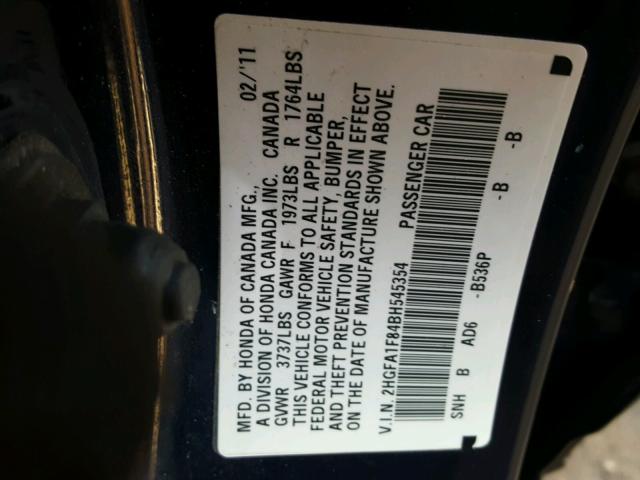 MFD. BY HONDA OF CANADA MFG., 02/'11
A DIVISION OF HONDA CANADA INC. CANADA
GVWR 3737LBS GAWR F 1973LBS R 1764LBS
THIS VEHICLE CONFORMS TO ALL APPLICABLE
FEDERAL MOTOR VEHICLE SAFETY, BUMPER,
AND THEFT PREVENTION STANDARDS IN EFFECT
ON THE DATE OF MANUFACTURE SHOWN ABOVE.
V.I.N. 2HGFA1F84BH545354 PASSENGER CAR
SNH B AD6 -B536P -B -B